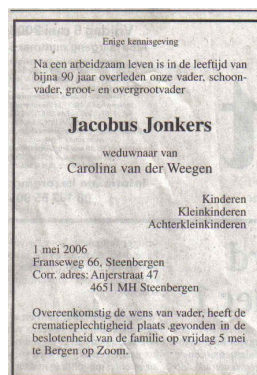 Enige kennisgeving
Na een arbeidzaam leven is in de leeftijd van
bijna 90 jaar overleden onze vader, schoon-
vader, groot- en overgrootvader
Jacobus Jonkers
weduwnaar van
Carolina van der Weegen
Kinderen
Kleinkinderen
Achterkleinkinderen
1 mei 2006
Franseweg 66, Steenbergen
Corr. adres: Anjerstraat 47
4651 MH Steenbergen
Overeenkomstig de wens van vader, heeft de
crematieplechtigheid plaats gevonden in de
beslotenheid van de familie op vrijdag 5 mei
te Bergen op Zoom.